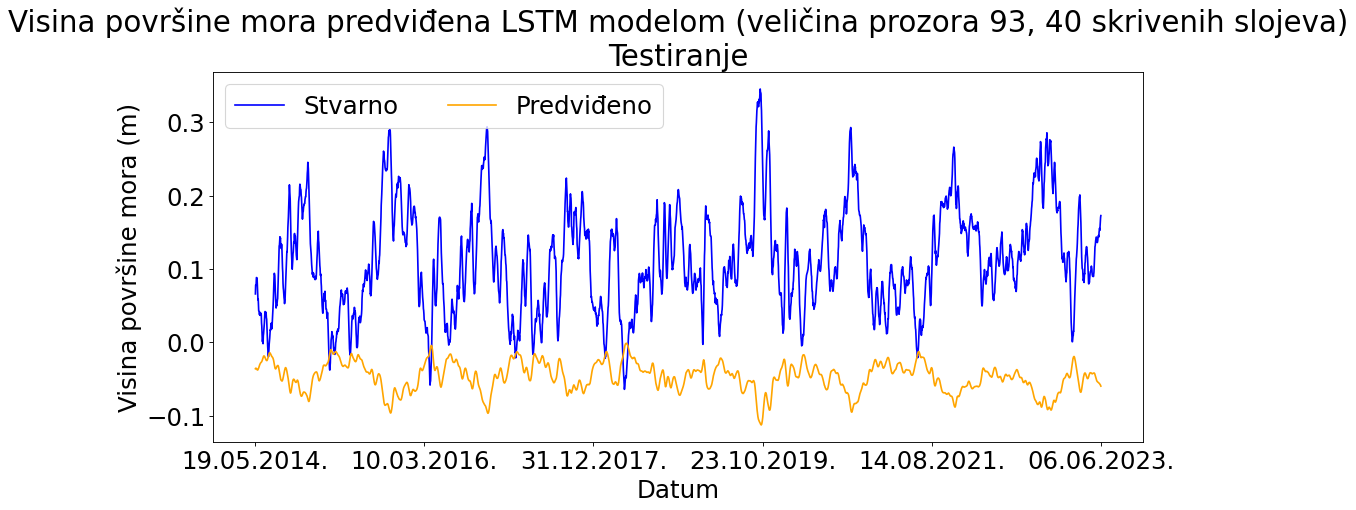 Visina površine mora predviđena LSTM modelom (veličina prozora 93, 40 skrivenih slojeva)
Testiranje
Stvarno
Predviđeno
Visina površine mora (m)
0.3
0.2
0.1
0.0
−0.1
19.05.2014.
10.03.2016.
31.12.2017.
23.10.2019.
14.08.2021.
06.06.2023.
Datum